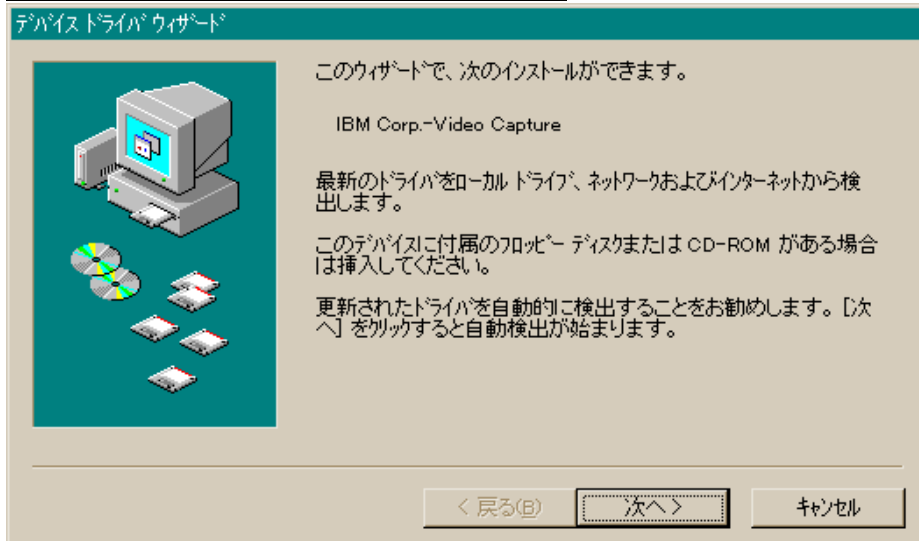 ﾃﾞﾊﾞｲｽ ﾄﾞﾗｲﾊﾞ ｳｨｻﾞｰﾄﾞ
このｳｨｻﾞｰﾄﾞで、次のｲﾝｽﾄｰﾙができます。
IBM Corp.-Video Capture
最新のﾄﾞﾗｲﾊﾞをﾛｰｶﾙ ﾄﾞﾗｲﾌﾞ、ﾈｯﾄﾜｰｸおよびｲﾝﾀｰﾈｯﾄから検
出します。
このﾃﾞﾊﾞｲｽに付属のﾌﾛｯﾋﾟｰ ﾃﾞｨｽｸまたは CD-ROM がある場合
は挿入してください。
更新されたﾄﾞﾗｲﾊﾞを自動的に検出することをお勧めします。[次
へ] をｸﾘｯｸすると自動検出が始まります。
< 戻る(B)
次へ >
ｷｬﾝｾﾙ